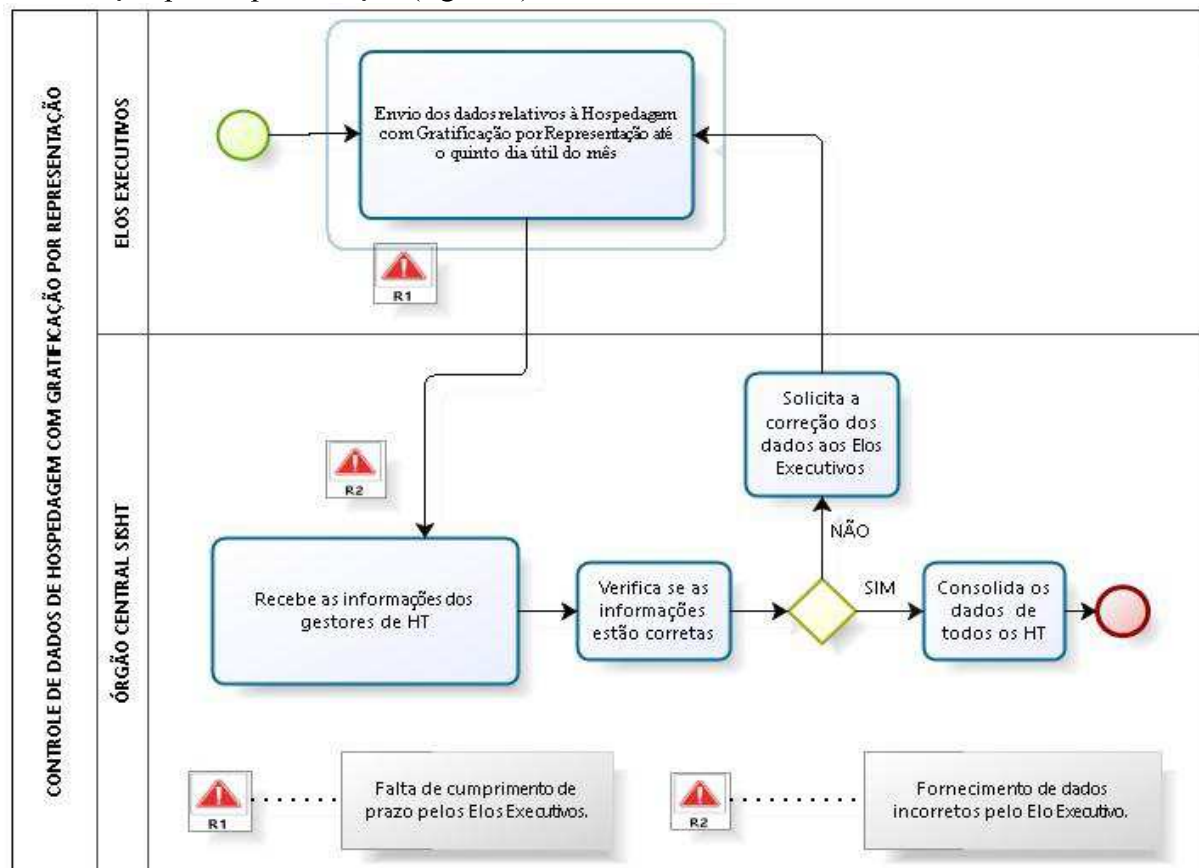 CONTROLE DE DADOS DE HOSPEDAGEM COM GRATIFICAÇÃO POR REPRESENTAÇÃO
ELOS EXECUTIVOS
Envio dos dados relativos à Hospedagem
com Gratificação por Representação até
o quinto dia útil do mês
R1
ÓRGÃO CENTRAL SISHT
Solicita a
correção dos
dados aos Elos
Executivos
R2
NÃO
Recebe as informações dos
gestores de HT
Verifica se as
informações
estão corretas
SIM
Consolida os
dados de
todos os HT
R1
Falta de cumprimento de
prazo pelos Elos Executivos.
R2
Fornecimento de dados
incorretos pelo Elo Executivo.